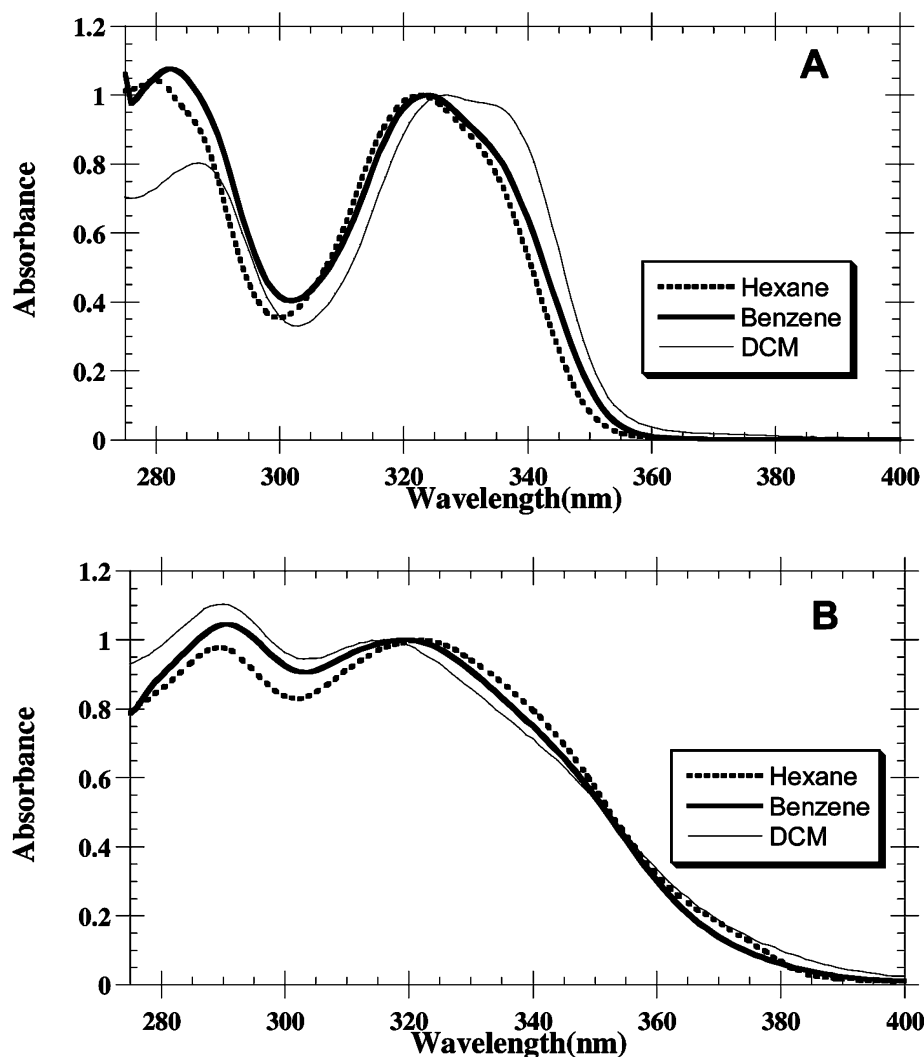 A
1.2
1
0.8
0.6
0.4
0.2
0
Absorbance
Hexane
Benzene
DCM
280 300 320 340 360 380 400
Wavelength(nm)
B
1.2
1
0.8
0.6
0.4
0.2
0
Absorbance
Hexane
Benzene
DCM
280 300 320 340 360 380 400
Wavelength(nm)